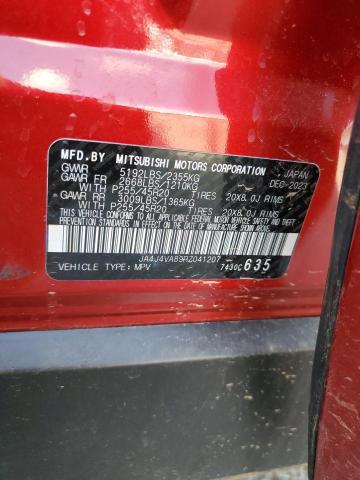 MFD.BY MITSUBISHI MOTORS CORPORATION
GVWR 5192LBS/2355KG JAPAN
GAWR FR 2668LBS/1210KG DEC-2023
WITH P255/45R20 TIRES 20X8.0J RIMS
GAWR RR 3009LBS/1365KG
WITH P255/45R20 TIRES 20X8.0J RIMS
THIS VEHICLE CONFORMS TO ALL APPLICABLE
FEDERAL MOTOR VEHICLE SAFETY
STANDARDS IN EFFECT ON THE DATE OF
MANUFACTURE SHOWN ABOVE.
JA4J4VA89RZ041207
VEHICLE TYPE: MPV 7430C635